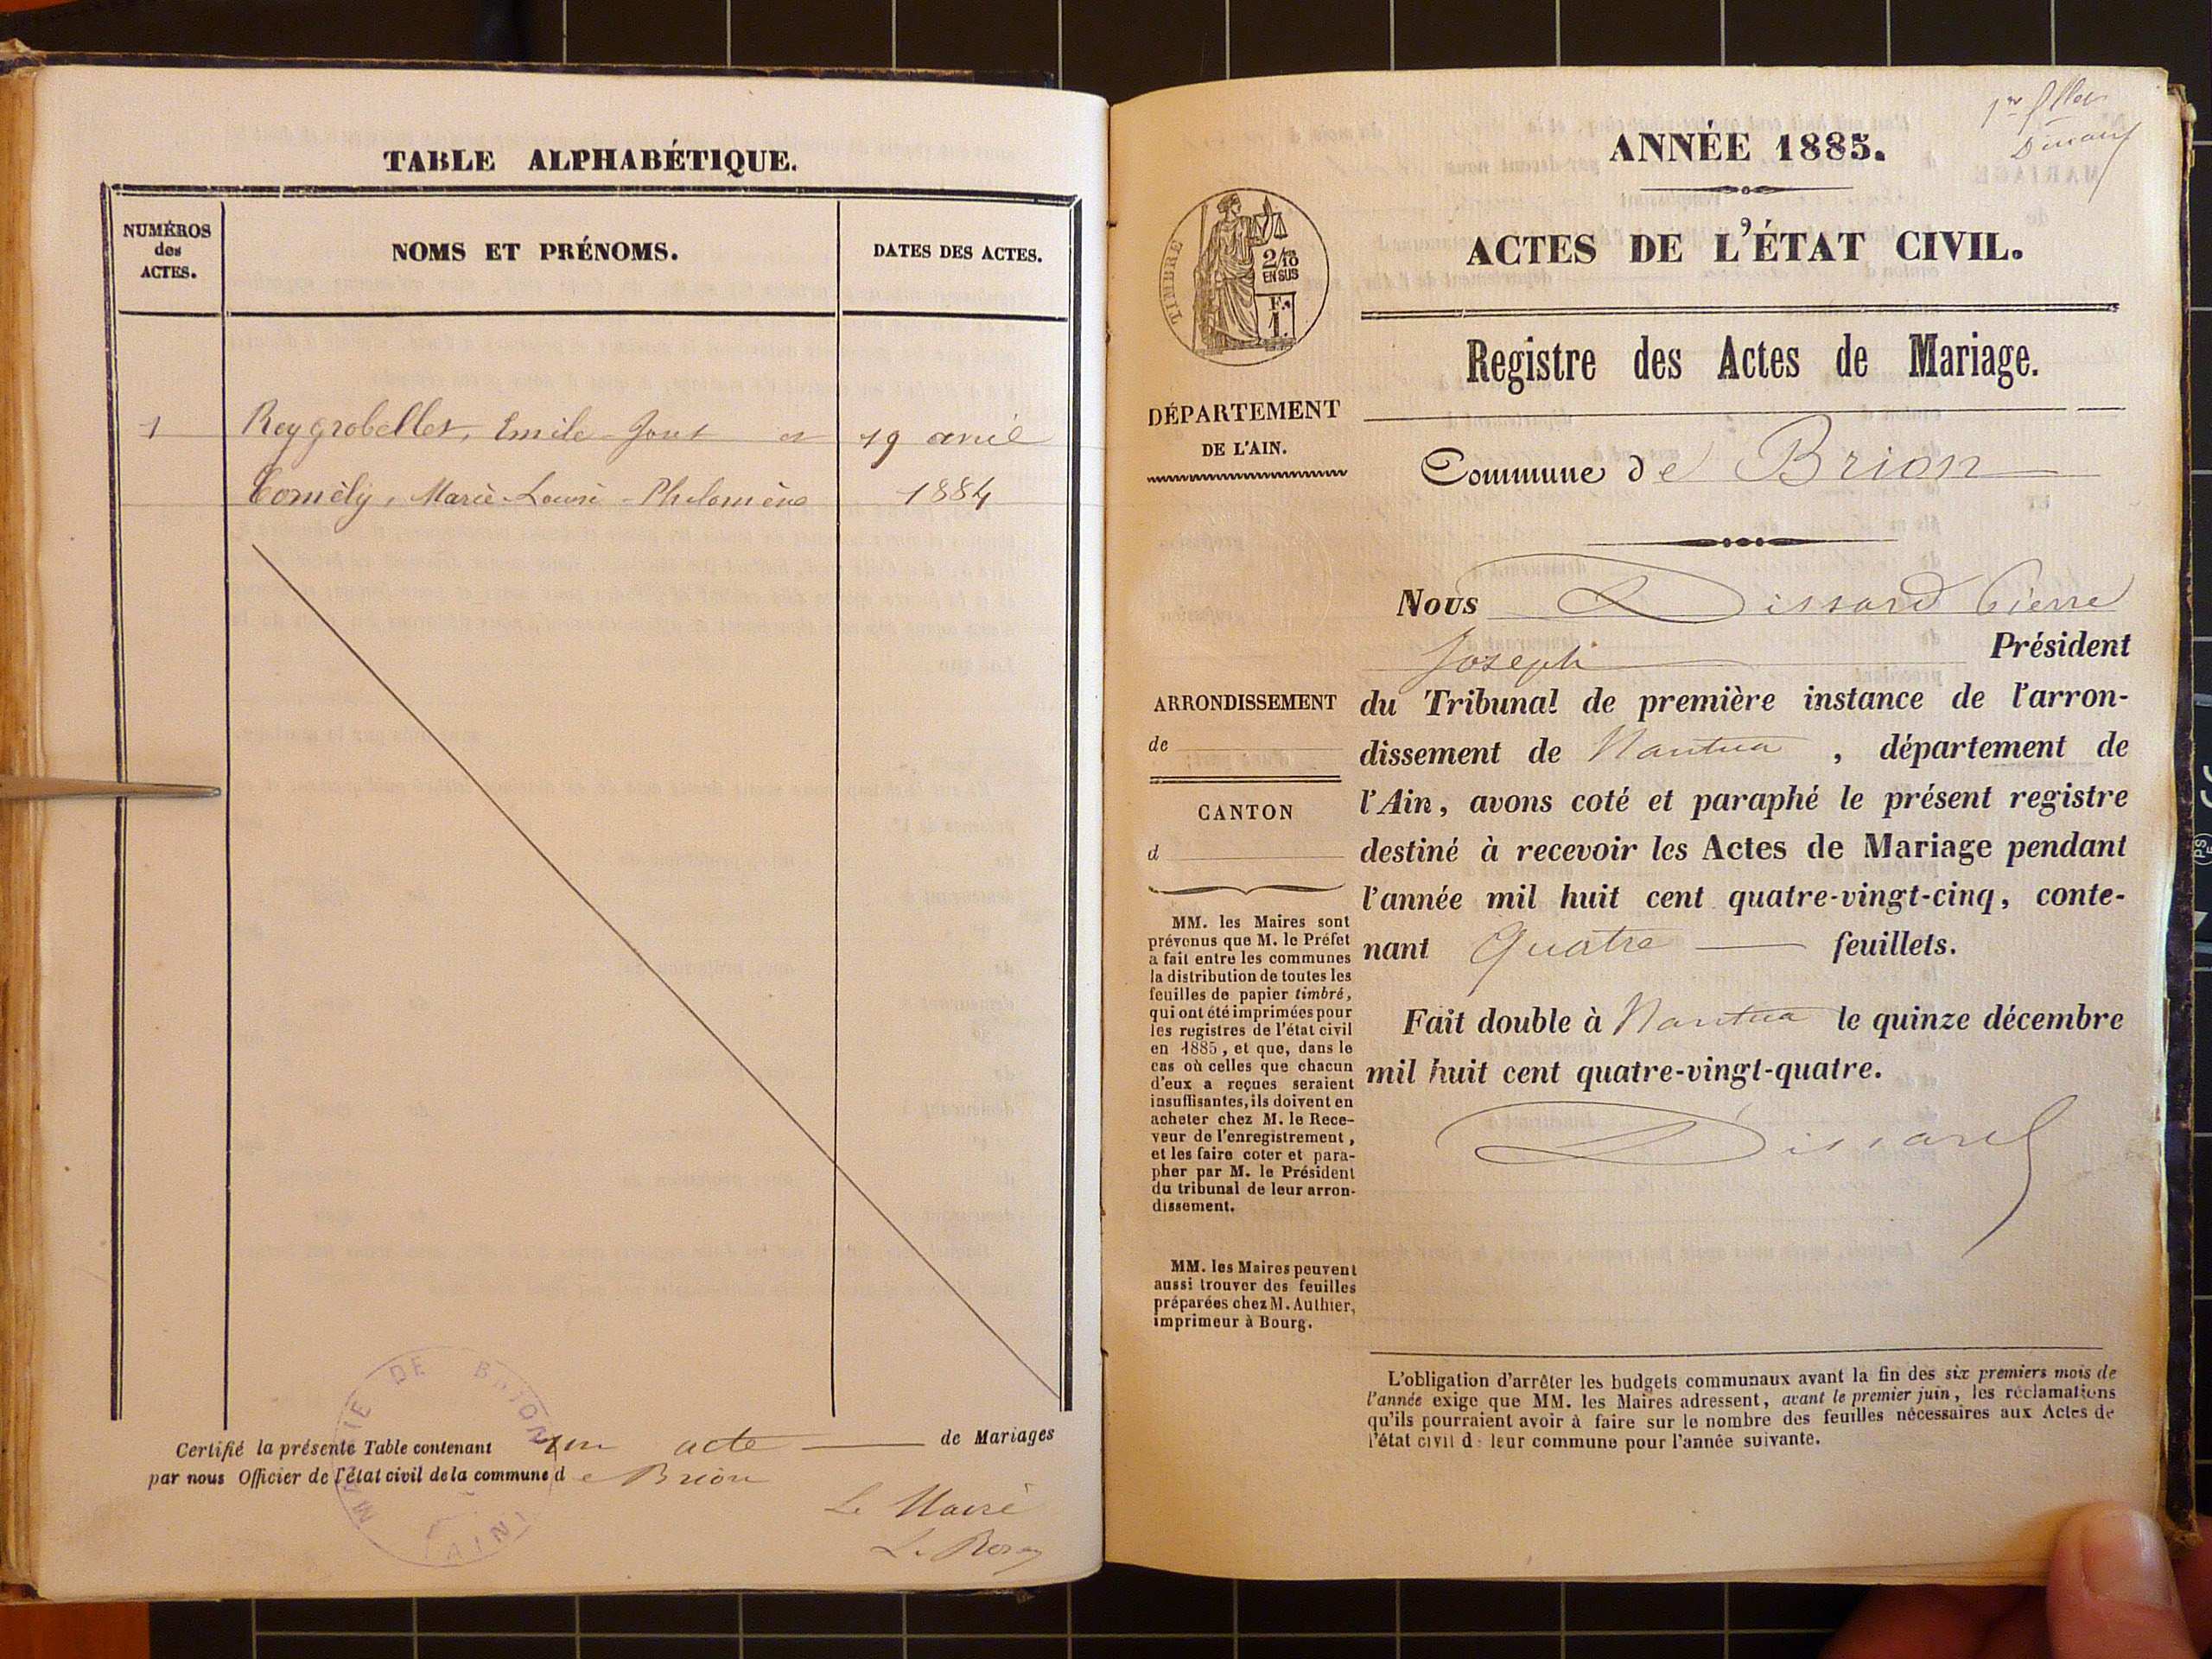 TABLE ALPHABÉTIQUE.
NUMÉROS
des
ACTES.
NOMS ET PRÉNOMS.
DATES DES ACTES.
1 Reygrobellet, Emile et 19 avril
Comély, Marie-Louise-Philomène 1884
Certifié la présente Table contenant un acte de Mariages
par nous Officier de l'état civil de la commune de Brion
Le Maire
MAIRIE DE BRION
(AIN)
ANNÉE 1885.
ACTES DE L'ÉTAT CIVIL.
TIMBRE
2/10
EN SUS
1 F.
Registre des Actes de Mariage.
DÉPARTEMENT
DE L'AIN.
Commune de Brion
Nous Dissard Pierre
Joseph Président
du Tribunal de première instance de l'arron-
dissement de Nantua, département de
l'Ain, avons coté et paraphé le présent registre
destiné à recevoir les Actes de Mariage pendant
l'année mil huit cent quatre-vingt-cinq, conte-
nant Quatre feuillets.
Fait double à Nantua le quinze décembre
mil huit cent quatre-vingt-quatre.
Dissard
ARRONDISSEMENT
de
CANTON
d
MM. les Maires sont
prévenus que M. le Préfet
a fait entre les communes
la distribution de toutes les
feuilles de papier timbré,
qui ont été imprimées pour
les registres de l'état civil
en 1885, et que, dans le
cas où celles que chacun
d'eux a reçues seraient
insuffisantes, ils doivent en
acheter chez M. le Rece-
veur de l'enregistrement,
et les faire coter et para-
pher par M. le Président
du tribunal de leur arron-
dissement.
MM. les Maires peuvent
aussi trouver des feuilles
préparées chez M. Authier,
imprimeur à Bourg.
L'obligation d'arrêter les budgets communaux avant la fin des six premiers mois de
l'année exige que MM. les Maires adressent, avant le premier juin, les réclamations
qu'ils pourraient avoir à faire sur le nombre des feuilles nécessaires aux Actes de
l'état civil d leur commune pour l'année suivante.